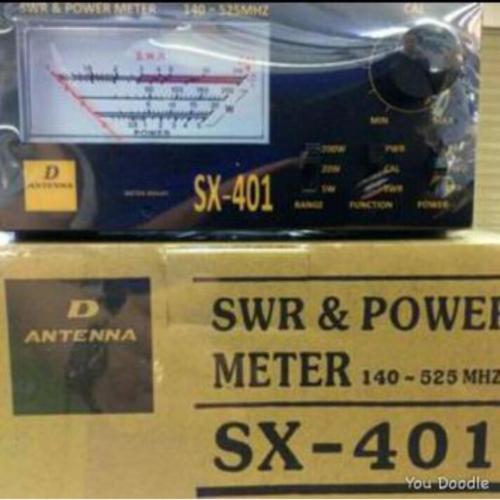 SWR & POWER METER 140 ~ 525MHZ CAL
S.W.R
POWER
MIN MAX
D
ANTENNA
SX-401
200W PWR
20W CAL
5W SWR
RANGE FUNCTION POWER
D
ANTENNA
SWR & POWER
METER 140 ~ 525 MHZ
SX-401
You Doodle